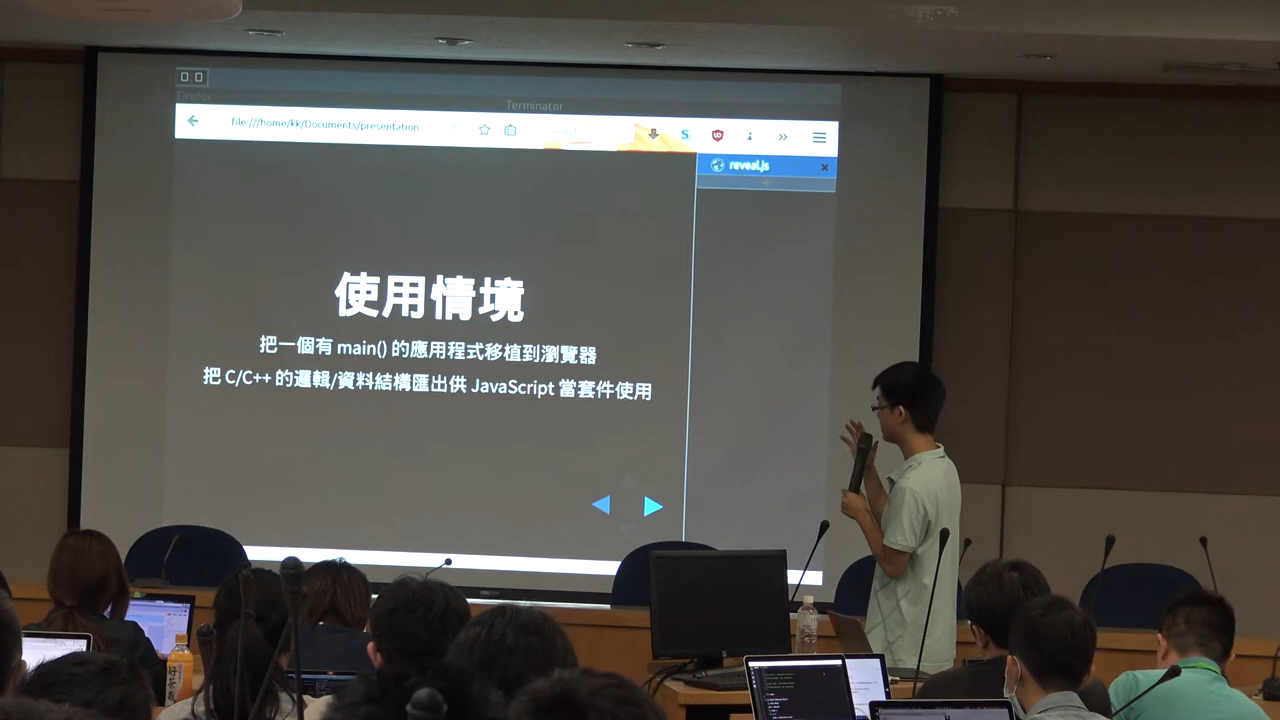 Firefox
Terminator
file:///home/kk/Documents/presentation
reveal.js
使用情境
把一個有 main() 的應用程式移植到瀏覽器
把 C/C++ 的邏輯/資料結構匯出供 JavaScript 當套件使用